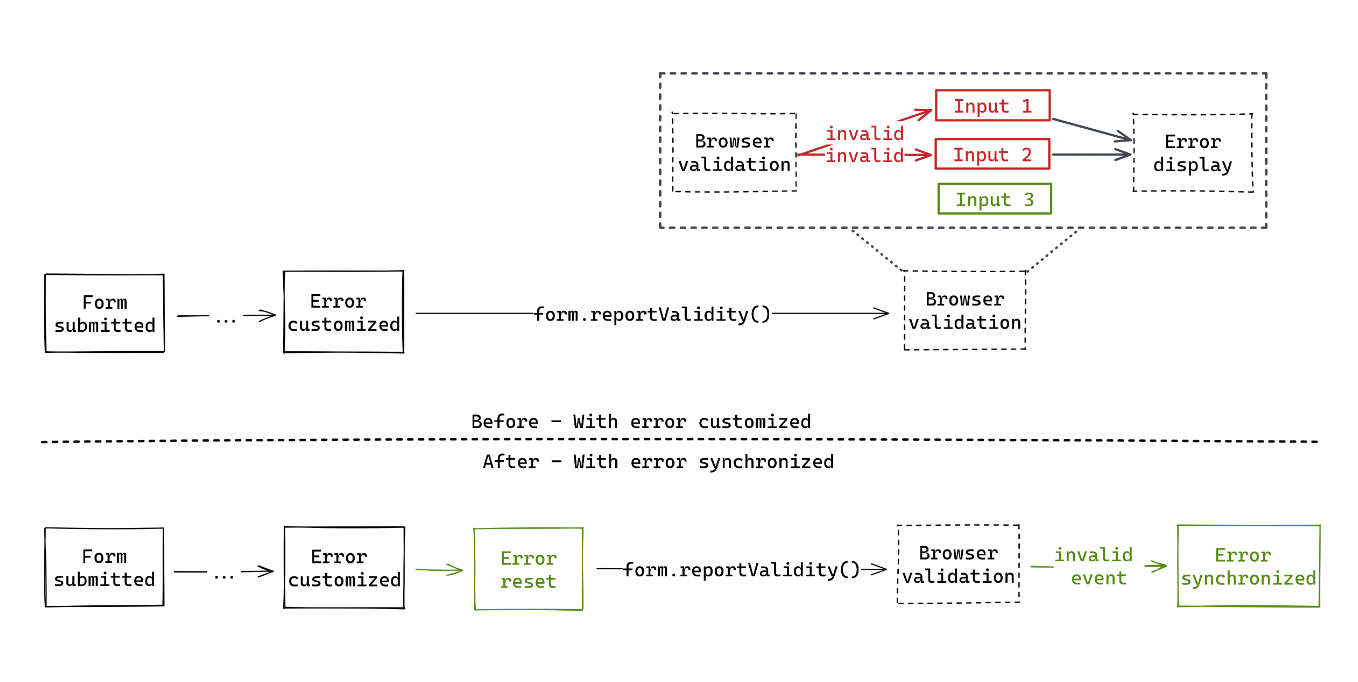 Browser
validation
invalid
invalid
Input 1
Input 2
Input 3
Error
display
Form
submitted
...
Error
customized
form.reportValidity()
Browser
validation
Before - With error customized
After - With error synchronized
Form
submitted
...
Error
customized
Error
reset
form.reportValidity()
Browser
validation
invalid
event
Error
synchronized